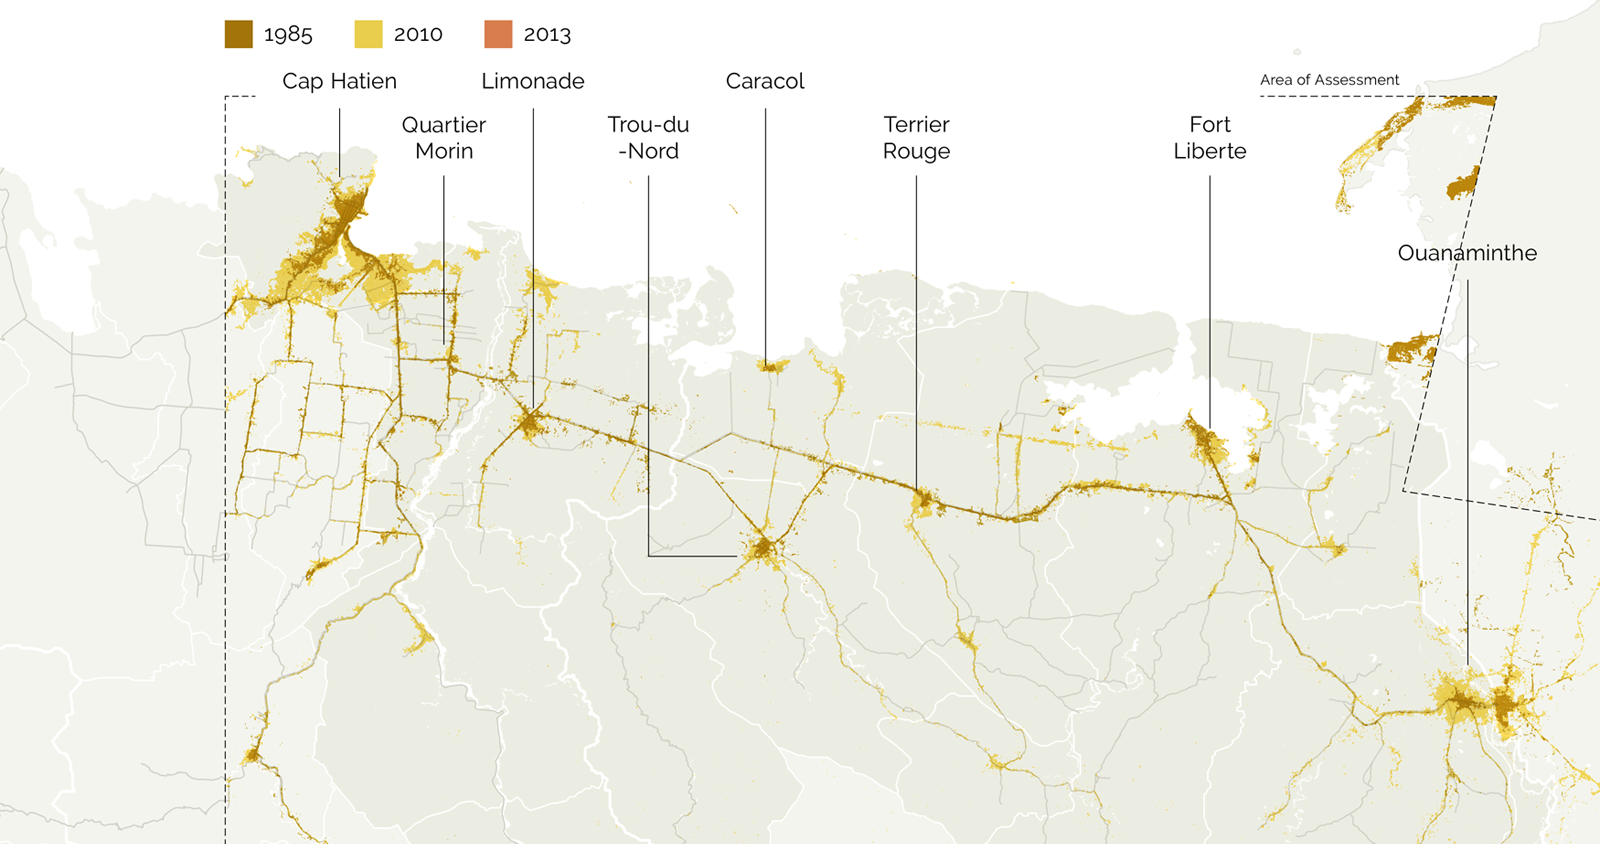 1985
2010
2013
Cap Hatien
Limonade
Caracol
Area of Assessment
Quartier
Morin
Trou-du
-Nord
Terrier
Rouge
Fort
Liberte
Ouanaminthe